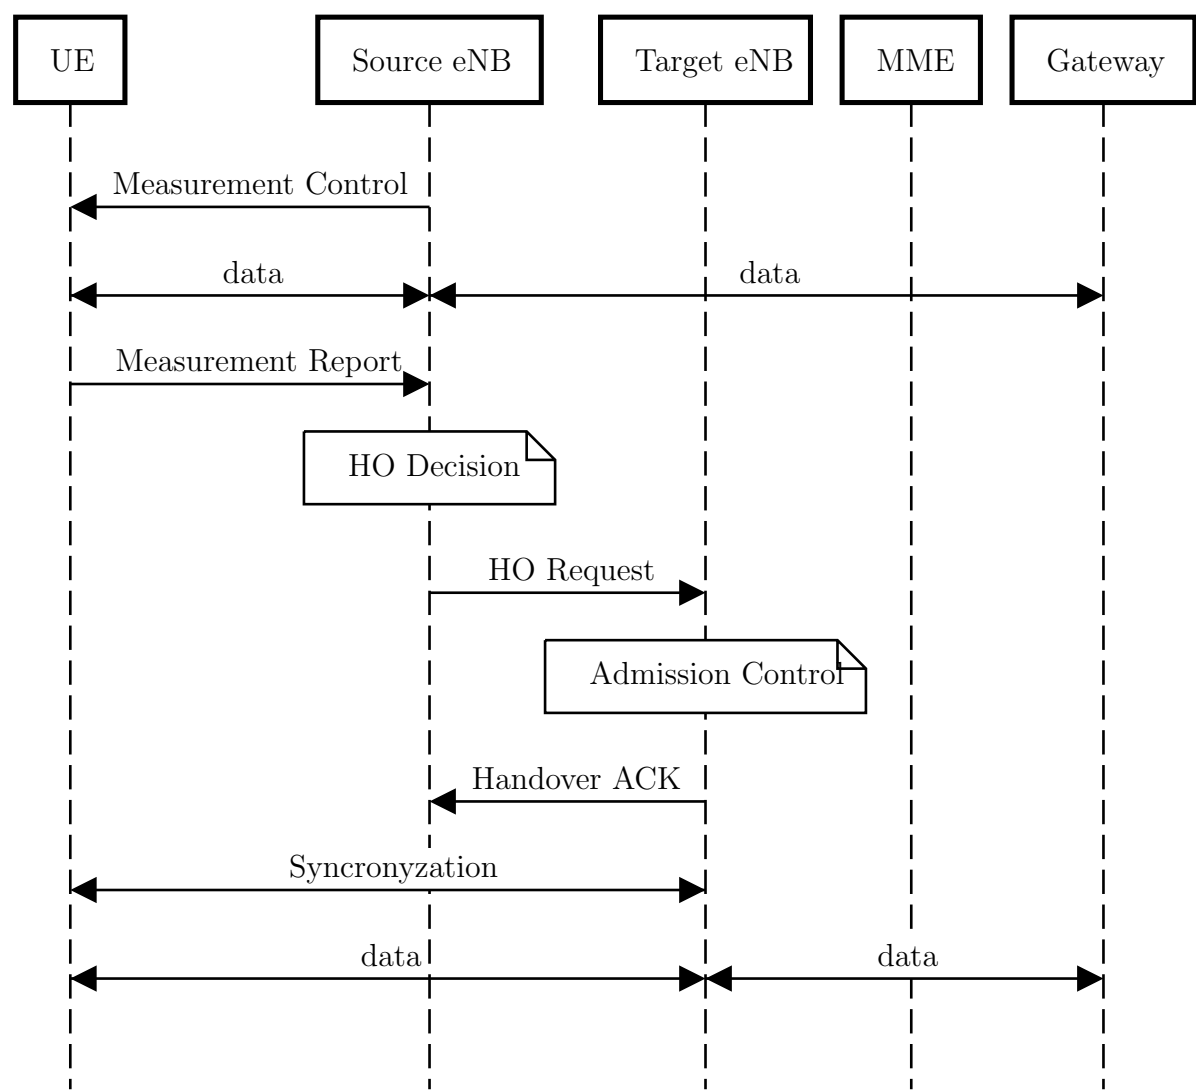 UE
Source eNB
Target eNB
MME
Gateway
Measurement Control
data
data
Measurement Report
HO Decision
HO Request
Admission Control
Handover ACK
Syncronyzation
data
data